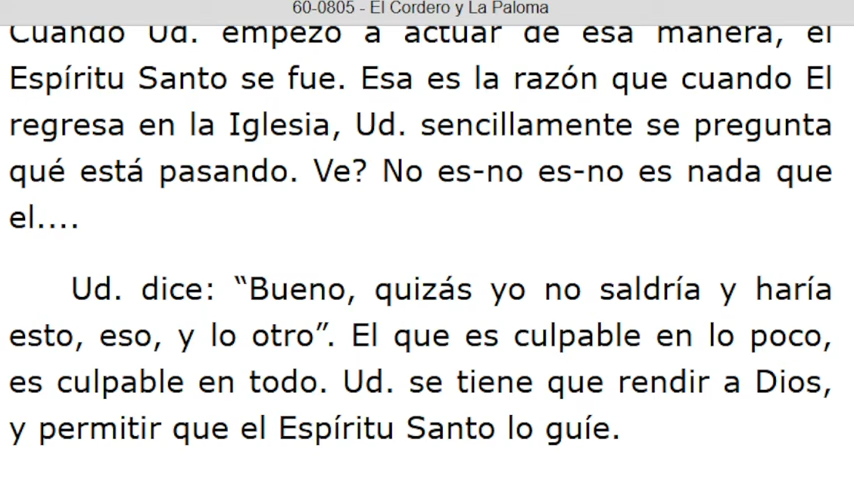 60-0805 - El Cordero y La Paloma
Cuando Ud. empezó a actuar de esa manera, el
Espíritu Santo se fue. Esa es la razón que cuando El
regresa en la Iglesia, Ud. sencillamente se pregunta
qué está pasando. Ve? No es-no es-no es nada que
el....
Ud. dice: “Bueno, quizás yo no saldría y haría
esto, eso, y lo otro”. El que es culpable en lo poco,
es culpable en todo. Ud. se tiene que rendir a Dios,
y permitir que el Espíritu Santo lo guíe.